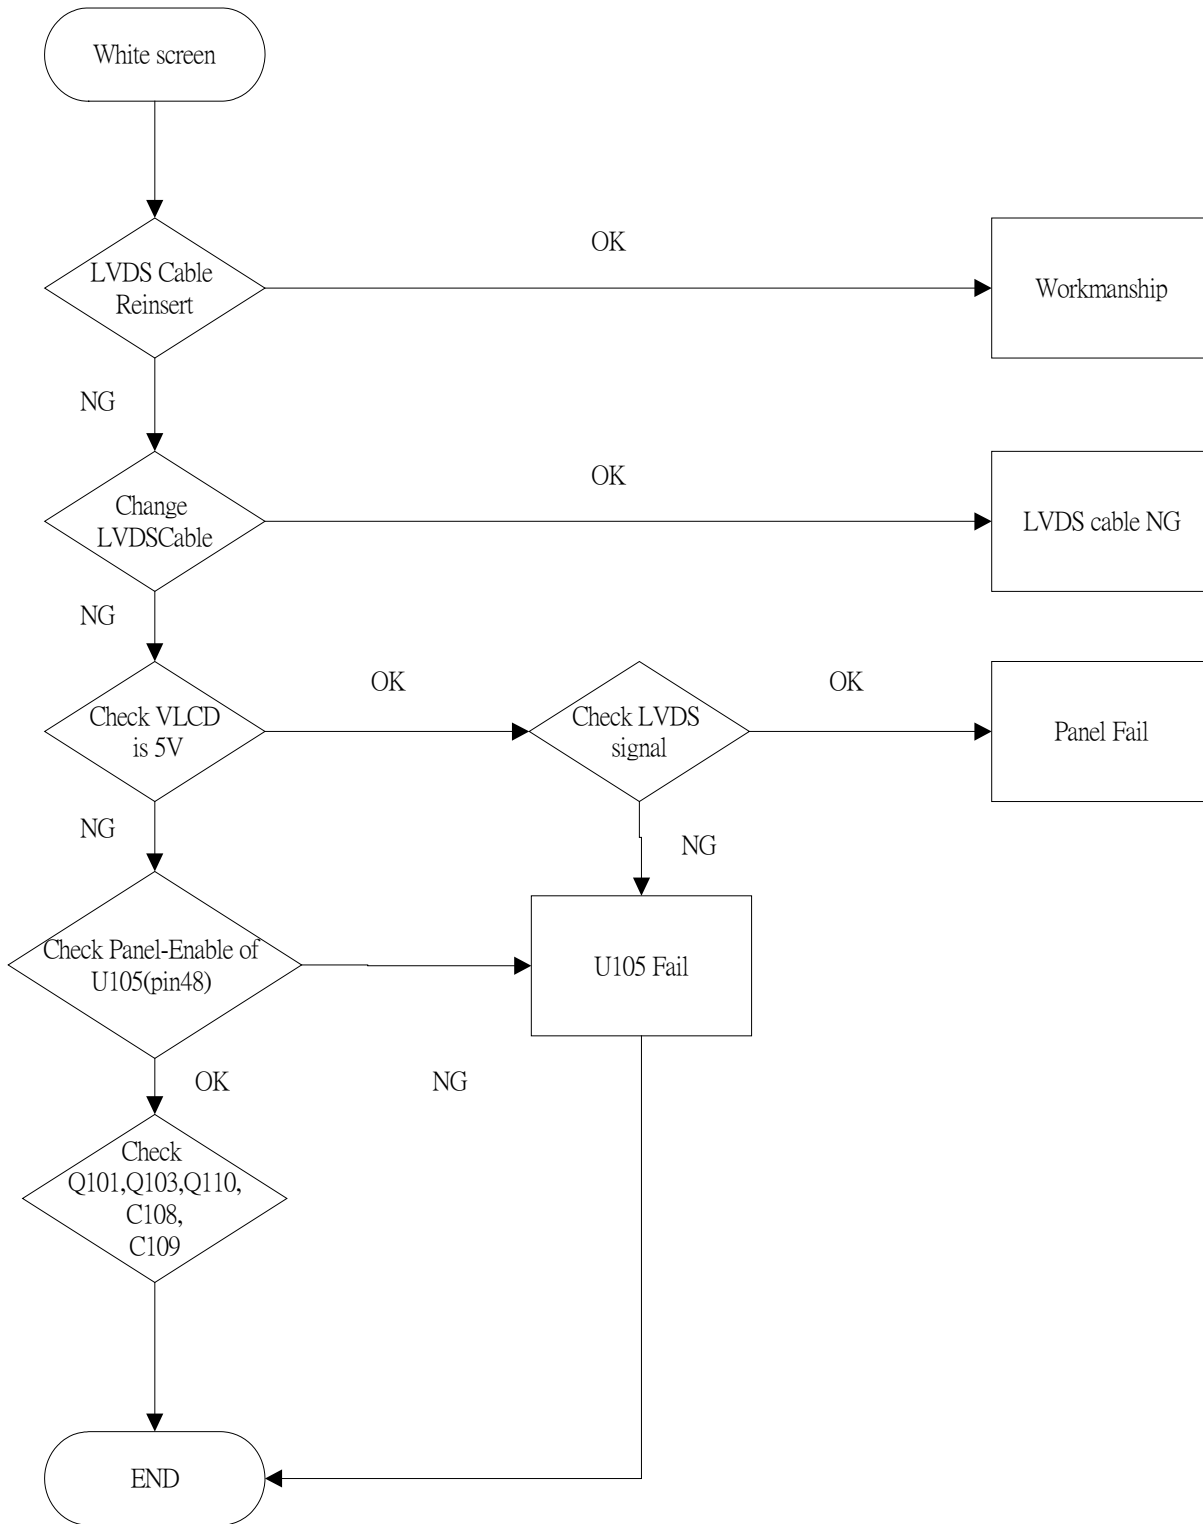 White screen
LVDS Cable
Reinsert
OK
Workmanship
NG
Change
LVDSCable
OK
LVDS cable NG
NG
Check VLCD
is 5V
OK
Check LVDS
signal
OK
Panel Fail
NG
NG
Check Panel-Enable of
U105(pin48)
U105 Fail
OK
NG
Check
Q101,Q103,Q110,
C108,
C109
END